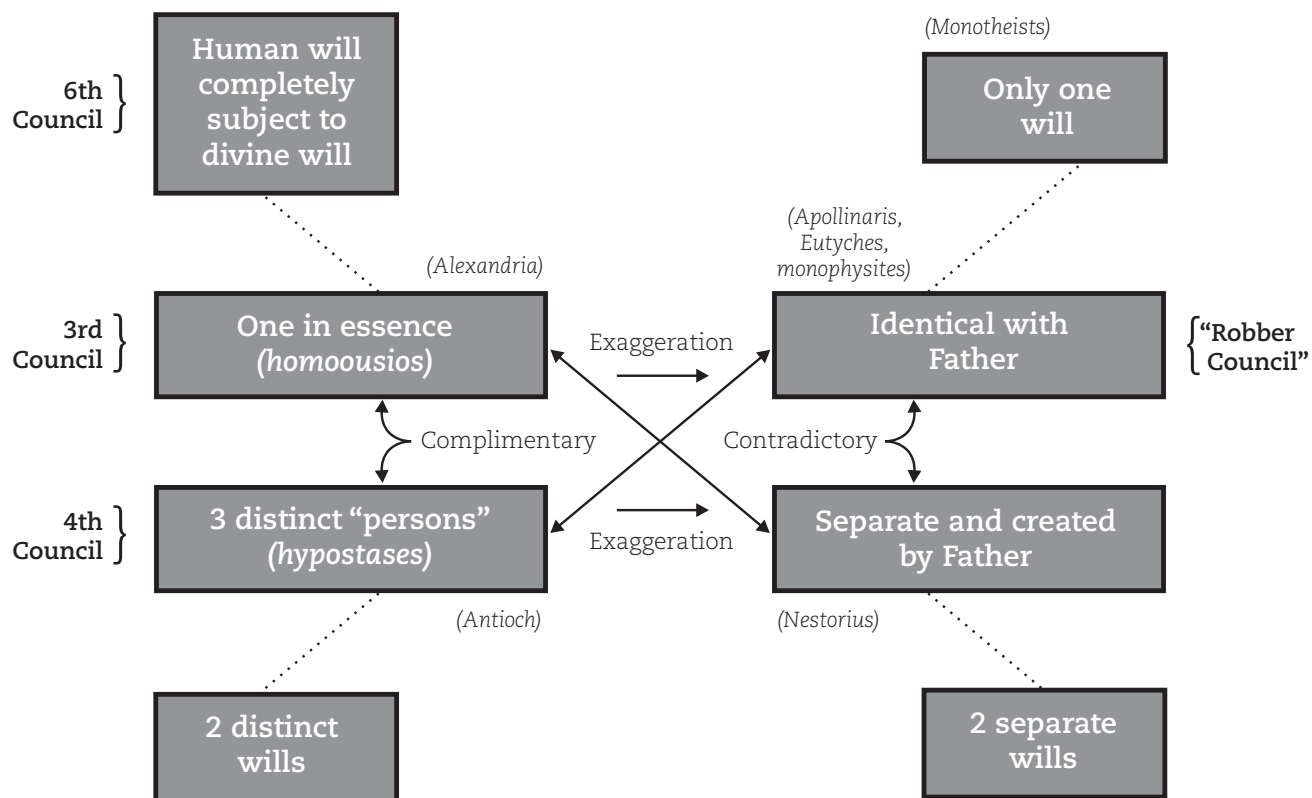 (Monotheists)
6th
Council
Human will
completely
subject to
divine will
Only one
will
(Alexandria)
(Apollinaris,
Eutyches,
monophysites)
3rd
Council
One in essence
(homoousios)
Exaggeration
Identical with
Father
"Robber
Council"
Complimentary
Contradictory
4th
Council
3 distinct "persons"
(hypostases)
Exaggeration
Separate and created
by Father
(Antioch)
(Nestorius)
2 distinct
wills
2 separate
wills